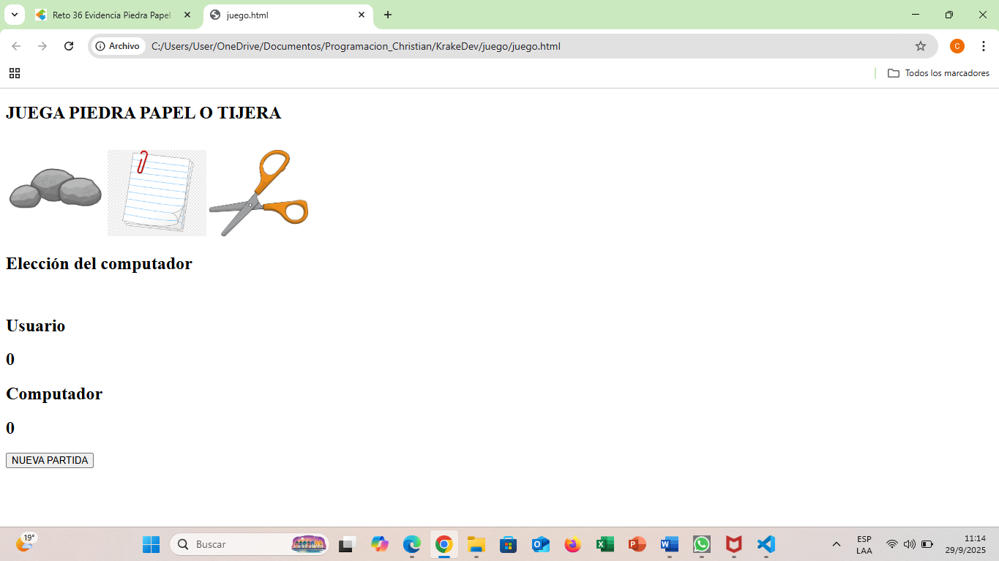 Reto 36 Evidencia Piedra Papel
juego.html
Archivo
C:/Users/User/OneDrive/Documentos/Programacion_Christian/KrakeDev/juego/juego.html
C
Todos los marcadores
JUEGA PIEDRA PAPEL O TIJERA
Elección del computador
Usuario
0
Computador
0
NUEVA PARTIDA
19°
Buscar
ESP
LAA
11:14
29/9/2025